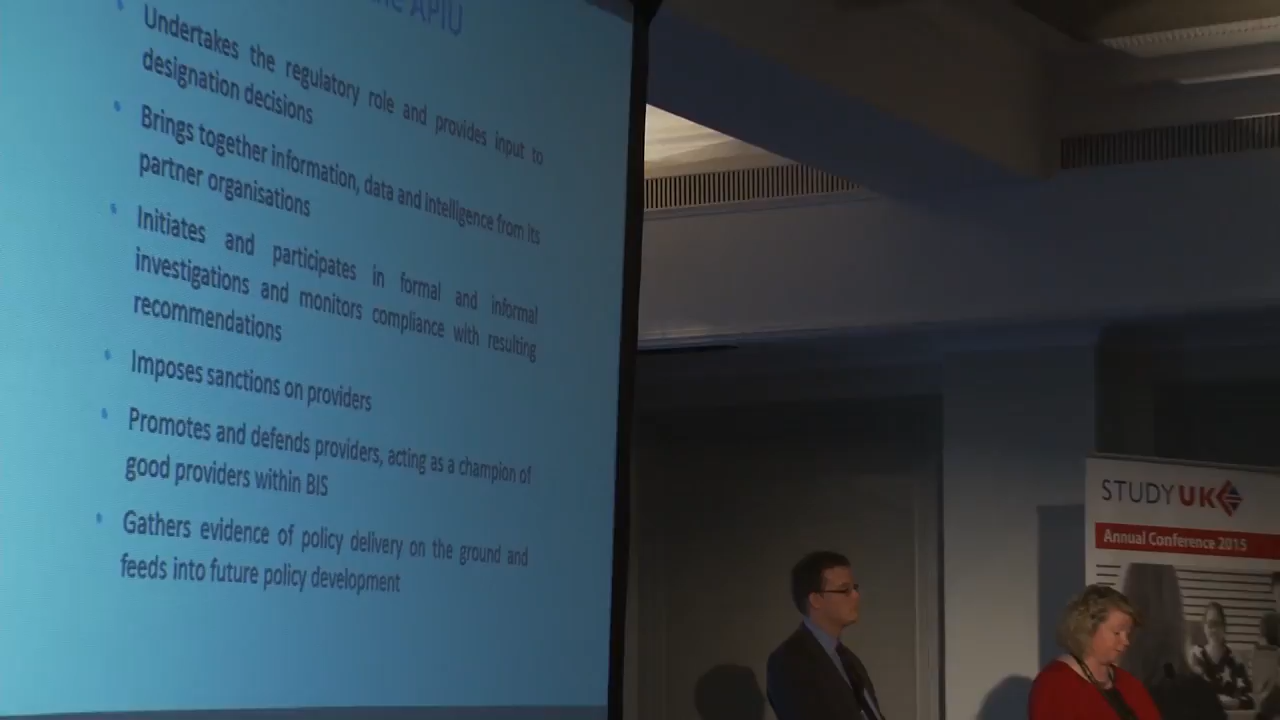 APIU
Undertakes the regulatory role and provides input to
designation decisions
Brings together information, data and intelligence from its
partner organisations
Initiates and participates in formal and informal
investigations and monitors compliance with resulting
recommendations
Imposes sanctions on providers
Promotes and defends providers, acting as a champion of
good providers within BIS
Gathers evidence of policy delivery on the ground and
feeds into future policy development
STUDY UK
Annual Conference 2015